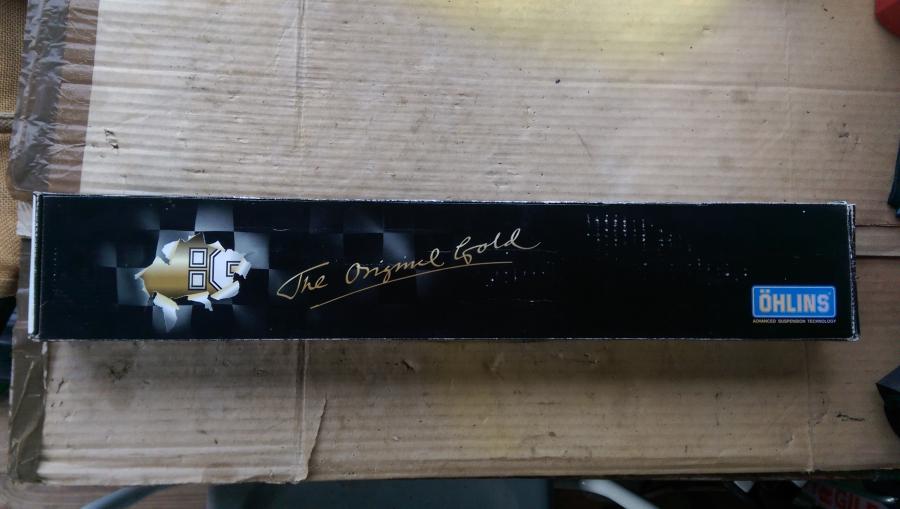 The Original Gold
ÖHLINS
ADVANCED SUSPENSION TECHNOLOGY